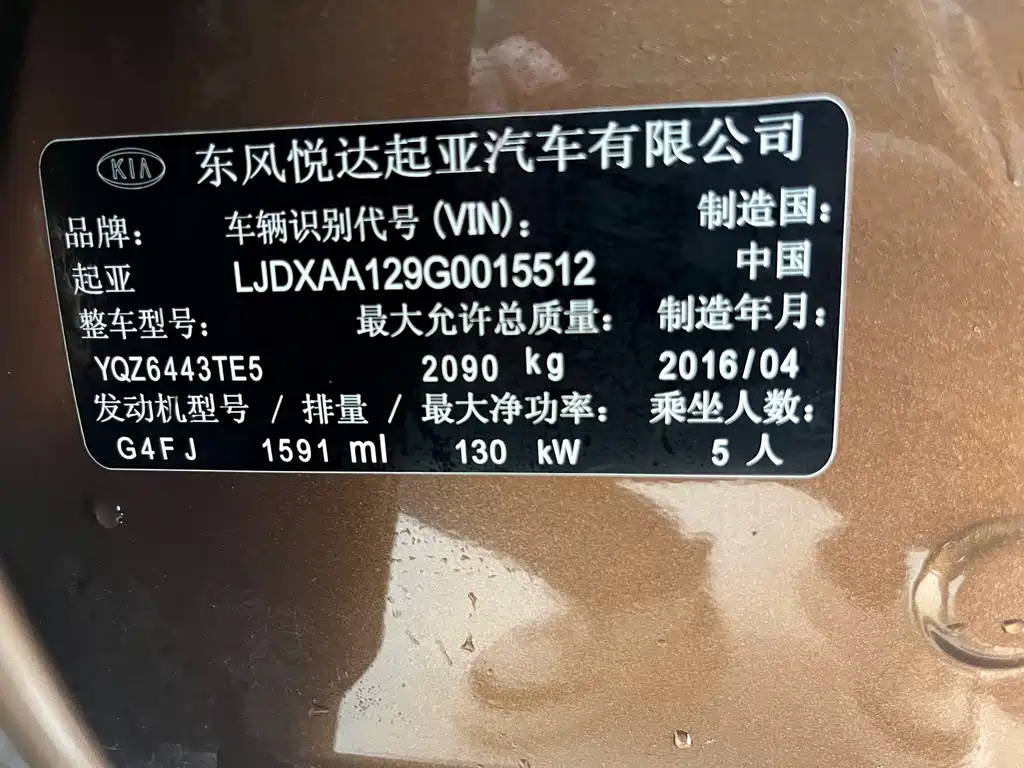 KIA 东风悦达起亚汽车有限公司
品牌： 车辆识别代号(VIN)： 制造国：
起亚 LJDXAA129G0015512 中国
整车型号： 最大允许总质量： 制造年月：
YQZ6443TE5 2090 kg 2016/04
发动机型号 / 排量 / 最大净功率： 乘坐人数：
G4FJ 1591 ml 130 kW 5 人